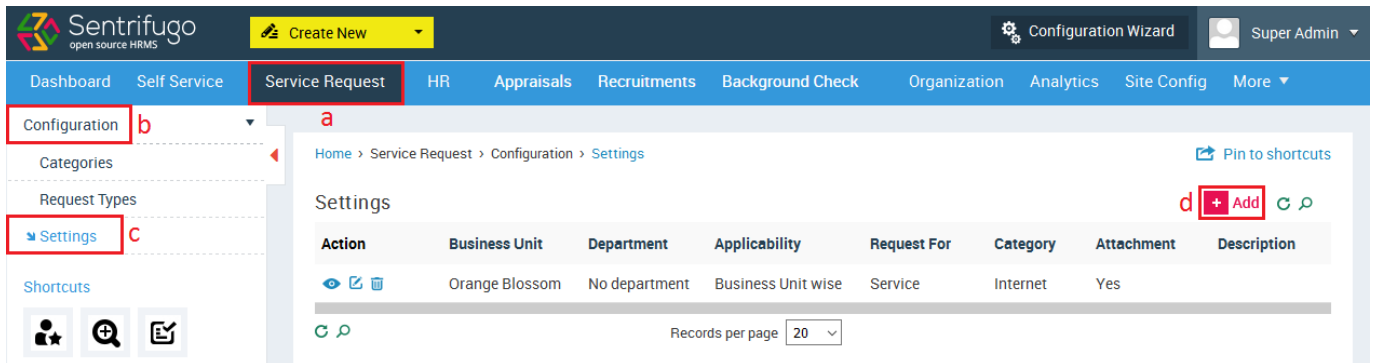 Sentrifugo
open source HRMS
Create New
Configuration Wizard
Super Admin
Dashboard Self Service Service Request HR Appraisals Recruitments Background Check Organization Analytics Site Config More
a
Configuration b
Categories
Request Types
Settings c
Shortcuts
Home › Service Request › Configuration › Settings
Pin to shortcuts
Settings
d + Add
Action Business Unit Department Applicability Request For Category Attachment Description
Orange Blossom No department Business Unit wise Service Internet Yes
Records per page 20